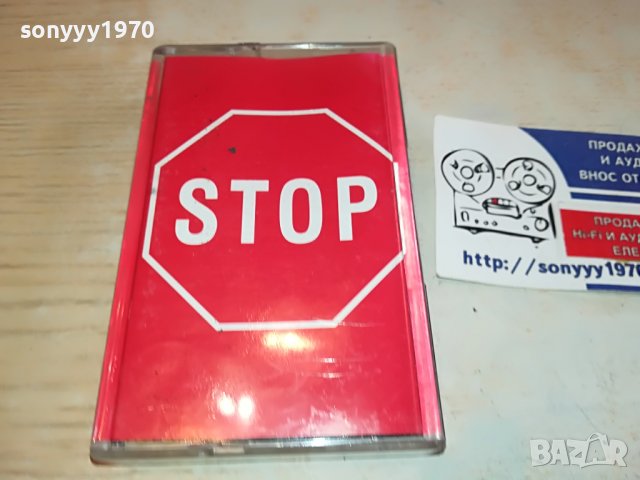 sonyyy1970
STOP
ПРОДАЖ
И АУД
ВНОС ОТ
ПРОДА
Hi-Fi И АУД
ЕЛЕ
http://sonyyy1970
BAZAR